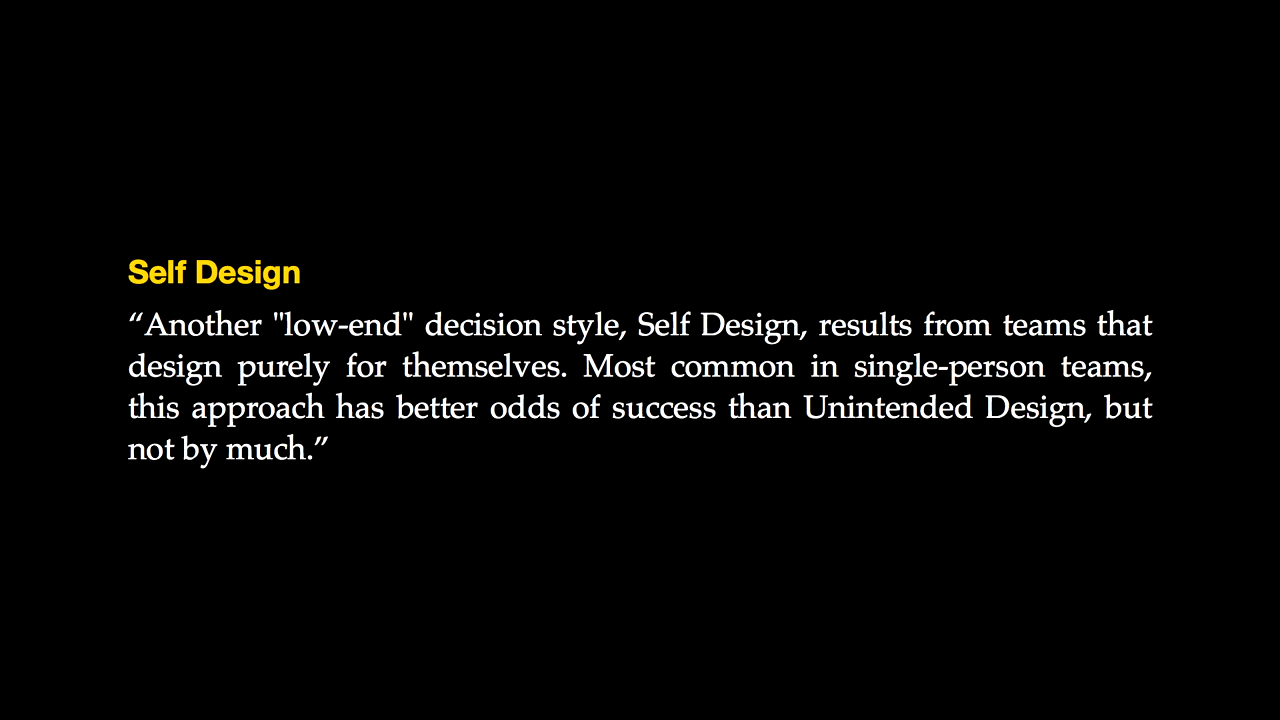 Self Design
“Another "low-end" decision style, Self Design, results from teams that
design purely for themselves. Most common in single-person teams,
this approach has better odds of success than Unintended Design, but
not by much.”